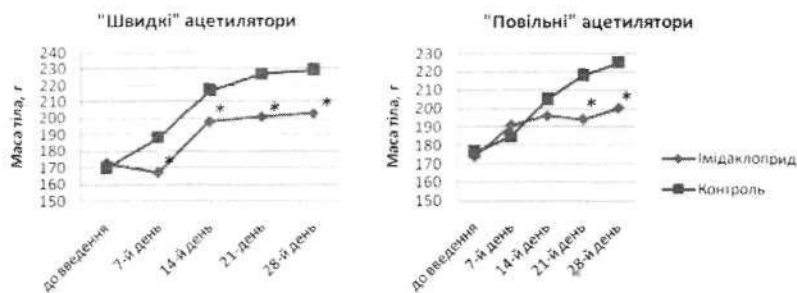 "Швидкі" ацетилятори
Маса тіла, г
240
230
220
210
200
190
180
170
160
150
*
*
*
*
до введення
7-й день
14-й день
21-день
28-й день
"Повільні" ацетилятори
Маса тіла, г
230
220
210
200
190
180
170
160
150
*
*
до введення
7-й день
14-й день
21-й день
28-й день
Імідаклоприд
Контроль